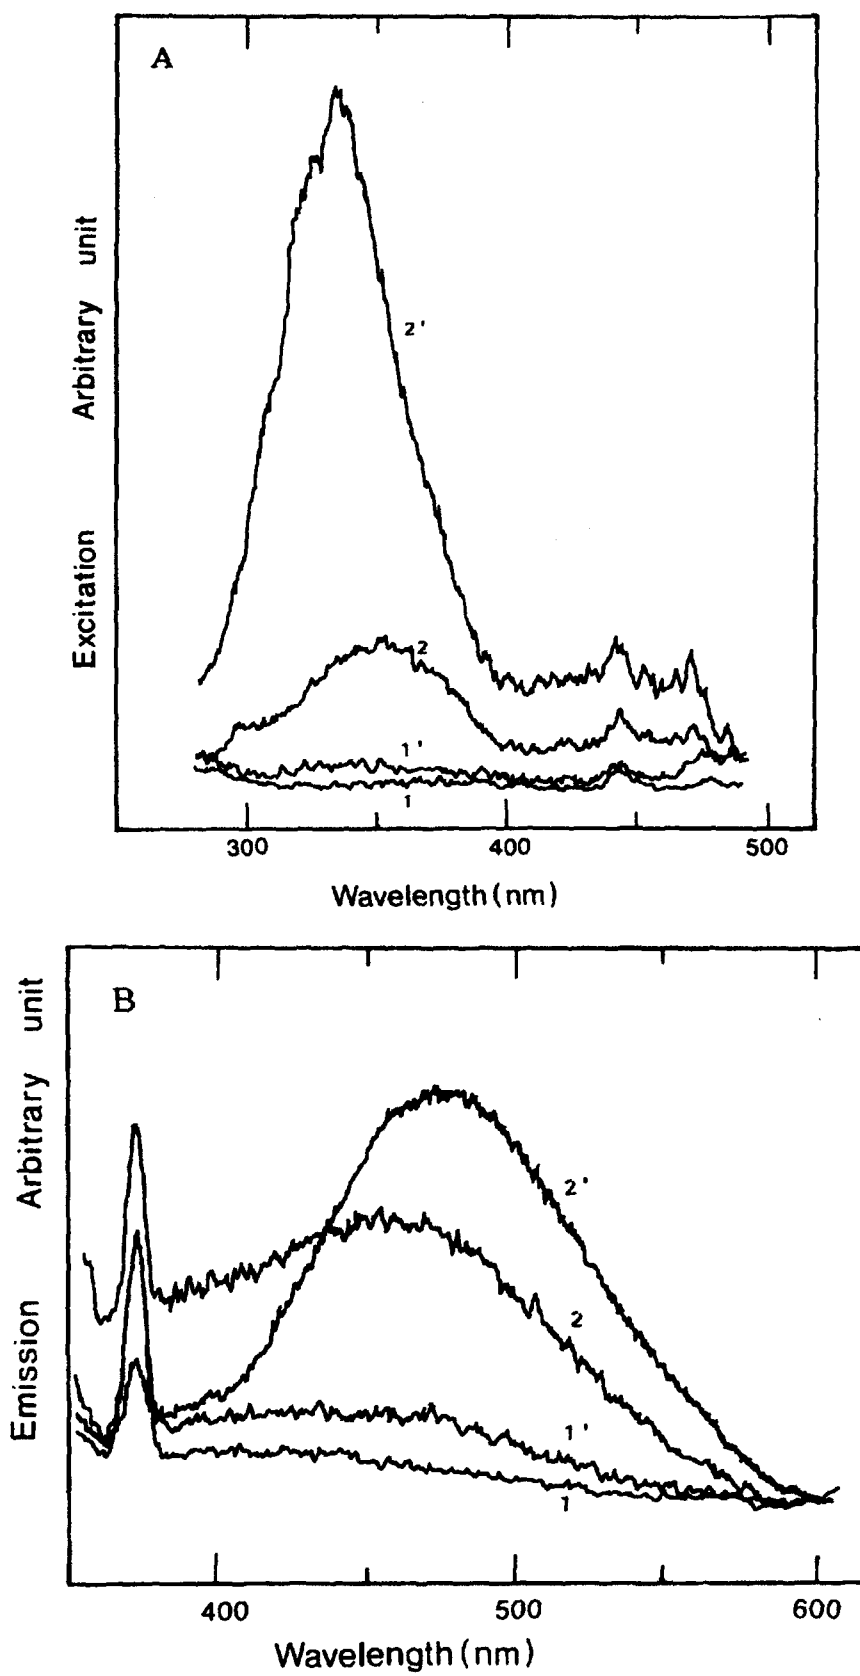 A
Excitation Arbitrary unit
2'
2
1'
1
300 400 500
Wavelength (nm)
B
Emission Arbitrary unit
2'
2
1'
1
400 500 600
Wavelength (nm)